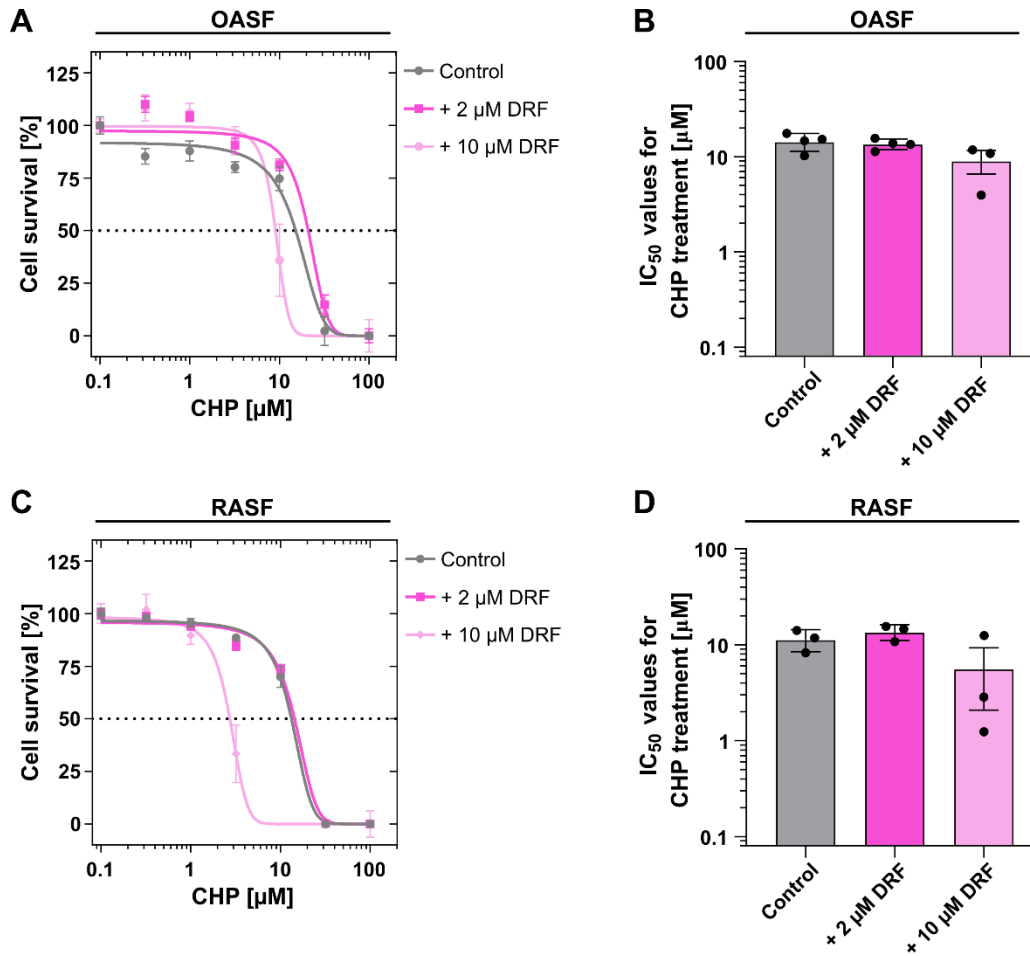 A
OASF
Cell survival [%]
125
100
75
50
25
0
0.1
1
10
100
CHP [µM]
Control
+ 2 µM DRF
+ 10 µM DRF
B
OASF
IC50 values for
CHP treatment [µM]
100
10
1
0.1
Control
+ 2 µM DRF
+ 10 µM DRF
C
RASF
Cell survival [%]
125
100
75
50
25
0
0.1
1
10
100
CHP [µM]
Control
+ 2 µM DRF
+ 10 µM DRF
D
RASF
IC50 values for
CHP treatment [µM]
100
10
1
0.1
Control
+ 2 µM DRF
+ 10 µM DRF